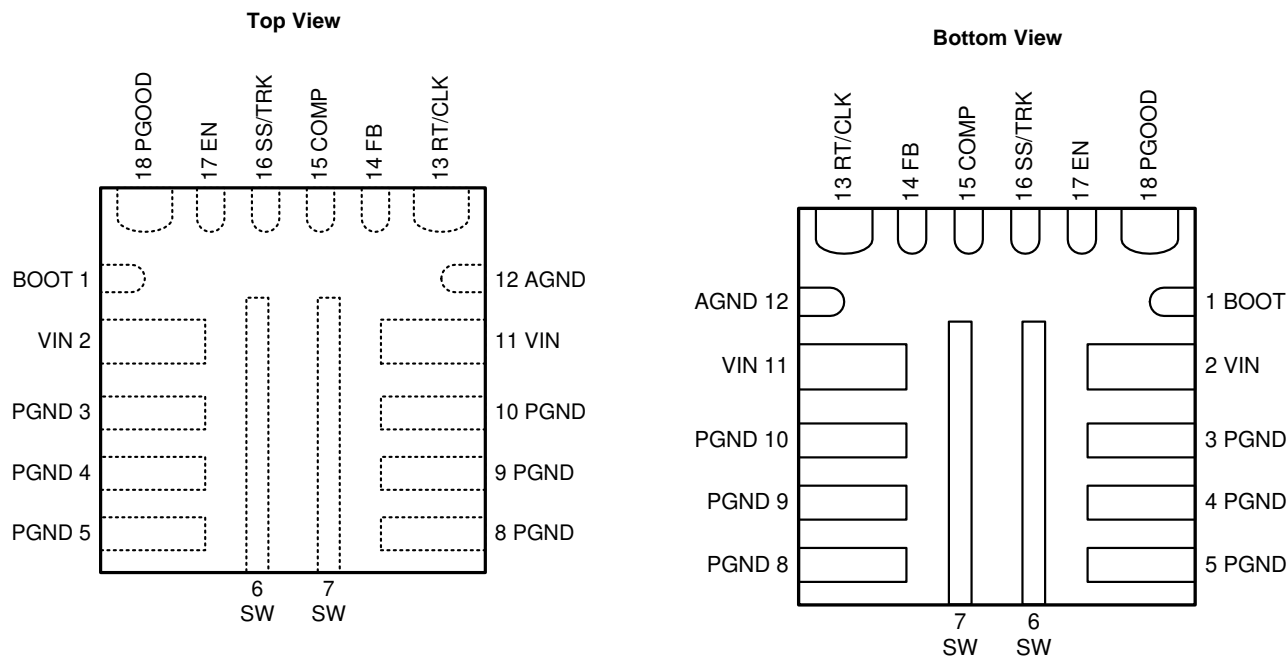 Top View
18 PGOOD
17 EN
16 SS/TRK
15 COMP
14 FB
13 RT/CLK
BOOT 1
12 AGND
VIN 2
11 VIN
PGND 3
10 PGND
PGND 4
9 PGND
PGND 5
8 PGND
6
SW
7
SW
Bottom View
13 RT/CLK
14 FB
15 COMP
16 SS/TRK
17 EN
18 PGOOD
AGND 12
1 BOOT
VIN 11
2 VIN
PGND 10
3 PGND
PGND 9
4 PGND
PGND 8
5 PGND
7
SW
6
SW